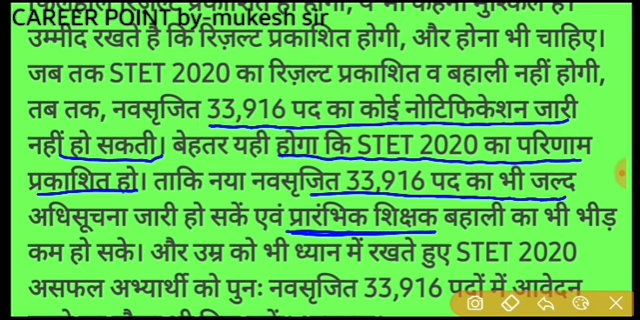 CAREER POINT by-mukesh sir
उम्मीद रखते है कि रिज़ल्ट प्रकाशित होगी, और होना भी चाहिए।
जब तक STET 2020 का रिज़ल्ट प्रकाशित व बहाली नहीं होगी,
तब तक, नवसृजित 33,916 पद का कोई नोटिफिकेशन जारी
नहीं हो सकती। बेहतर यही होगा कि STET 2020 का परिणाम
प्रकाशित हो। ताकि नया नवसृजित 33,916 पद का भी जल्द
अधिसूचना जारी हो सकें एवं प्रारंभिक शिक्षक बहाली का भी भीड़
कम हो सके। और उम्र को भी ध्यान में रखते हुए STET 2020
असफल अभ्यार्थी को पुनः नवसृजित 33,916 पदों में आवेदन